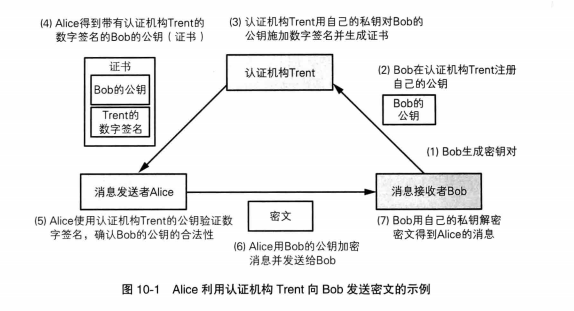 (4) Alice得到带有认证机构Trent的
数字签名的Bob的公钥（证书）
(3) 认证机构Trent用自己的私钥对Bob的
公钥施加数字签名并生成证书
证书
Bob的公钥
Trent的
数字签名
认证机构Trent
(2) Bob在认证机构Trent注册
自己的公钥
Bob的
公钥
(1) Bob生成密钥对
消息发送者Alice
消息接收者Bob
(5) Alice使用认证机构Trent的公钥验证数
字签名，确认Bob的公钥的合法性
密文
(6) Alice用Bob的公钥加密
消息并发送给Bob
(7) Bob用自己的私钥解密
密文得到Alice的消息
图 10-1 Alice 利用认证机构 Trent 向 Bob 发送密文的示例